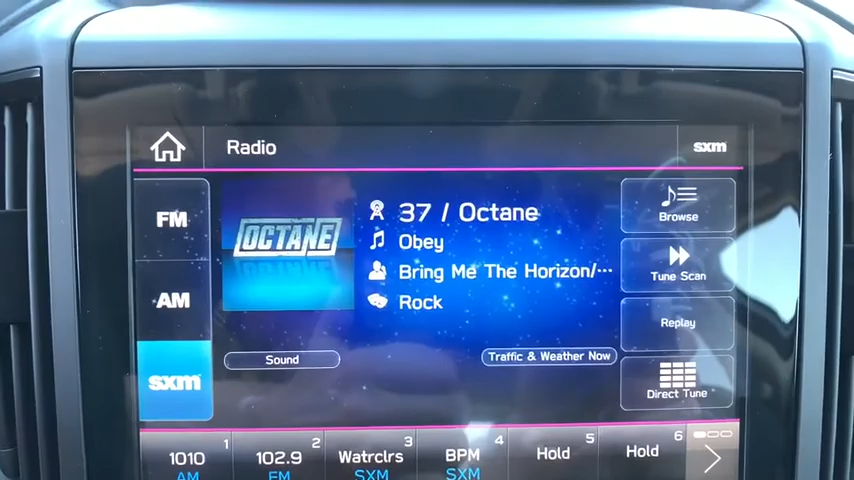 Radio
sxm
FM
AM
sxm
OCTANE
37 / Octane
Obey
Bring Me The Horizon/···
Rock
Sound
Traffic & Weather Now
Browse
Tune Scan
Replay
Direct Tune
1010 1
AM
102.9 2
FM
Watrclrs 3
SXM
BPM 4
SXM
Hold 5
Hold 6